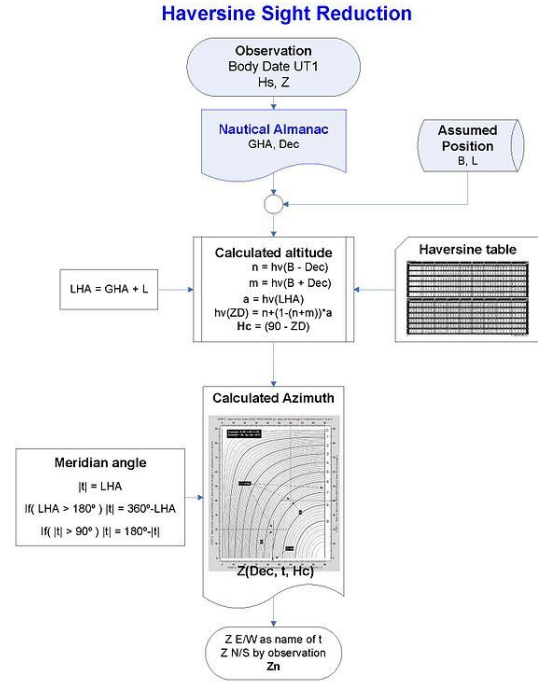 Haversine Sight Reduction
Observation
Body Date UT1
Hs, Z
Nautical Almanac
GHA, Dec
Assumed
Position
B, L
Calculated altitude
n = hv(B - Dec)
m = hv(B + Dec)
a = hv(LHA)
hv(ZD) = n+(1-(n+m))*a
Hc = (90 - ZD)
LHA = GHA + L
Haversine table
Calculated Azimuth
Z(Dec, t, Hc)
Meridian angle
|t| = LHA
If( LHA > 180º ) |t| = 360º-LHA
If( |t| > 90º ) |t| = 180º-|t|
Z E/W as name of t
Z N/S by observation
Zn